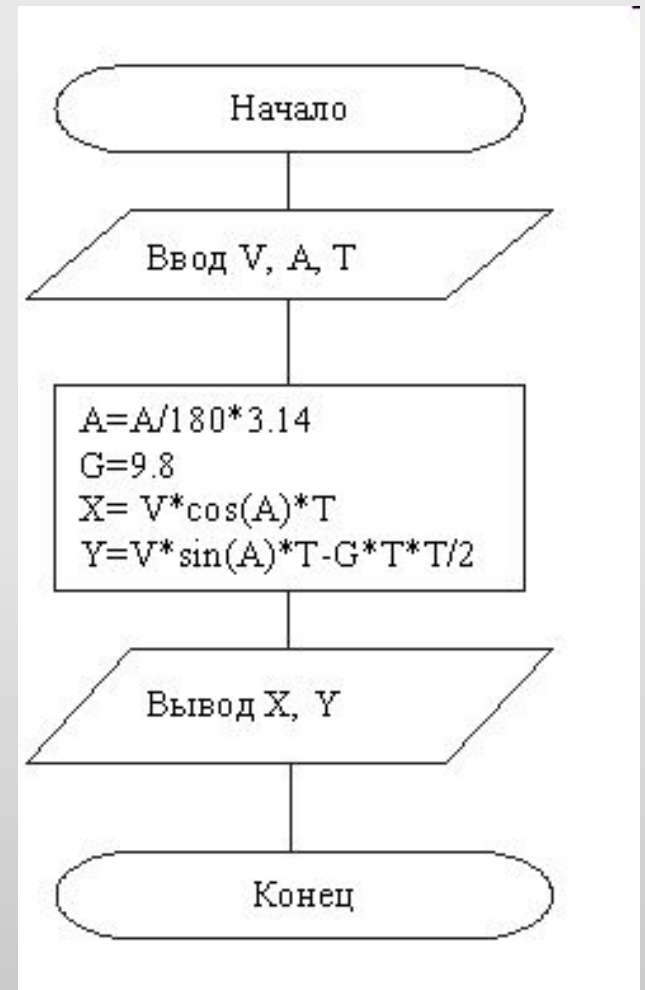 Начало
Ввод V, A, T
A=A/180*3.14
G=9.8
X= V*cos(A)*T
Y=V*sin(A)*T-G*T*T/2
Вывод X, Y
Конец